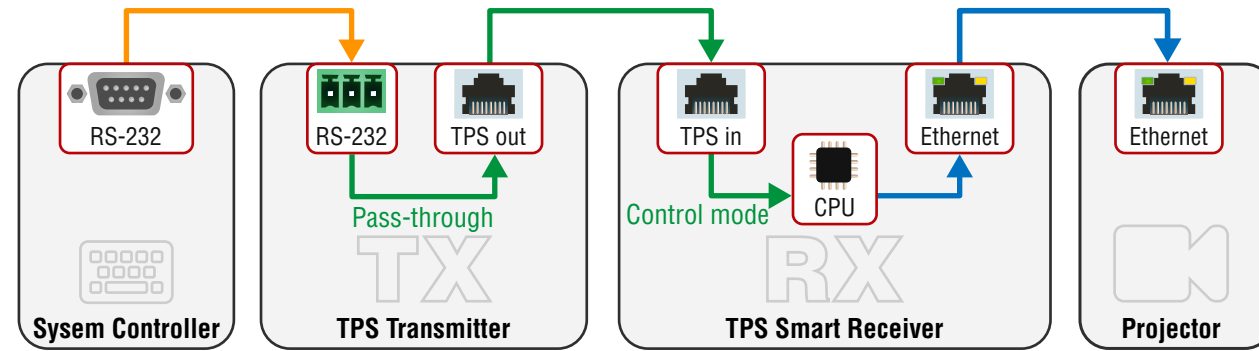 RS-232
RS-232
TPS out
TPS in
Ethernet
Ethernet
CPU
Pass-through
Control mode
TX
RX
Sysem Controller
TPS Transmitter
TPS Smart Receiver
Projector